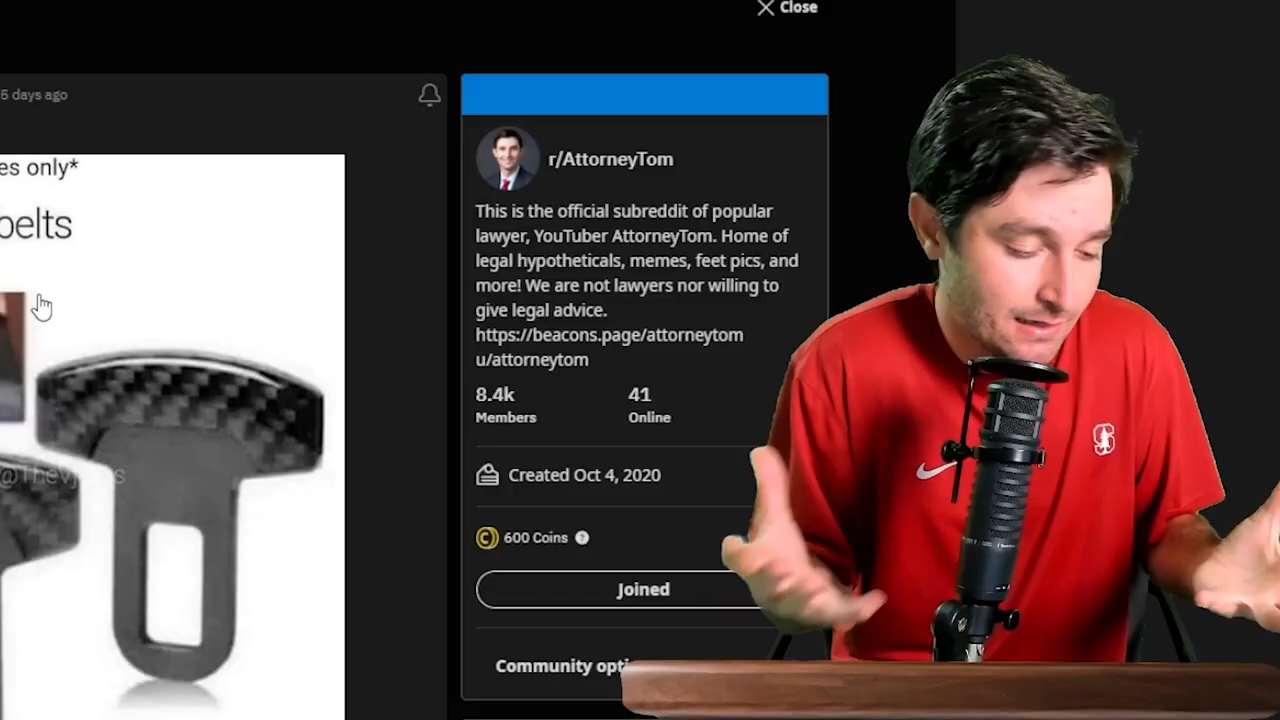 Close
5 days ago
es only*
belts
r/AttorneyTom
This is the official subreddit of popular
lawyer, YouTuber AttorneyTom. Home of
legal hypotheticals, memes, feet pics, and
more! We are not lawyers nor willing to
give legal advice.
https://beacons.page/attorneytom
u/attorneytom
8.4k
41
Members
Online
Created Oct 4, 2020
600 Coins
Joined
Community opti